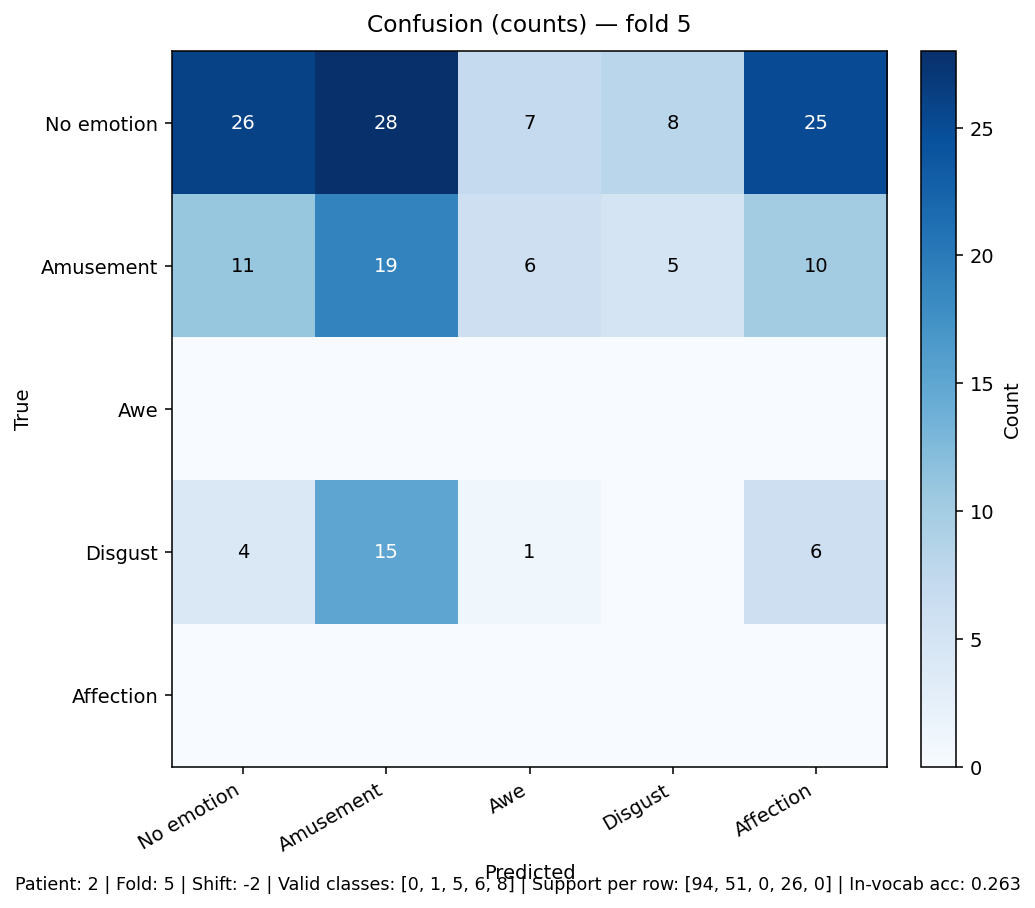 Confusion (counts) — fold 5
No emotion 26 28 7 8 25
Amusement 11 19 6 5 10
Awe
Disgust 4 15 1 6
Affection
True
No emotion Amusement Awe Disgust Affection
Predicted
25
20
15
10
5
0
Count
Patient: 2 | Fold: 5 | Shift: -2 | Valid classes: [0, 1, 5, 6, 8] | Support per row: [94, 51, 0, 26, 0] | In-vocab acc: 0.263